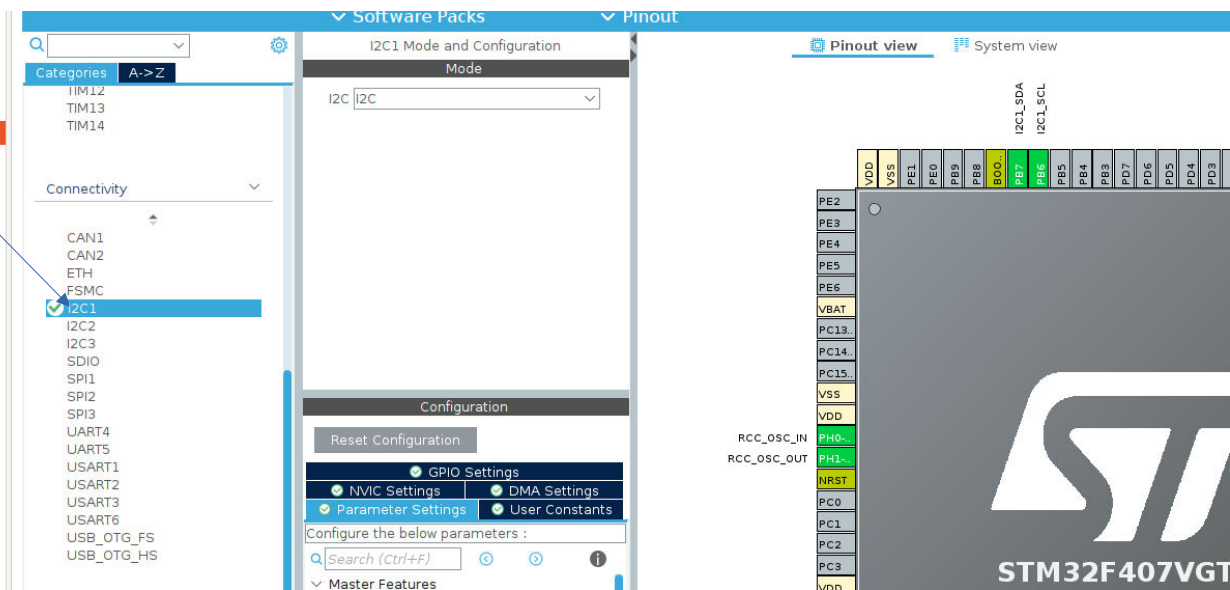 Software Packs
Pinout
Categories
A->Z
TIM12
TIM13
TIM14
Connectivity
CAN1
CAN2
ETH
FSMC
I2C1
I2C2
I2C3
SDIO
SPI1
SPI2
SPI3
UART4
UART5
USART1
USART2
USART3
USART6
USB_OTG_FS
USB_OTG_HS
I2C1 Mode and Configuration
Mode
I2C I2C
Configuration
Reset Configuration
GPIO Settings
NVIC Settings
DMA Settings
Parameter Settings
User Constants
Configure the below parameters :
Search (Ctrl+F)
Master Features
Pinout view
System view
I2C1_SDA
I2C1_SCL
VDD
VSS
PE1
PE0
PB9
PB8
BOO..
PB7
PB6
PB5
PB4
PB3
PD7
PD6
PD5
PD4
PD3
PE2
PE3
PE4
PE5
PE6
VBAT
PC13..
PC14..
PC15..
VSS
VDD
RCC_OSC_IN PH0-..
RCC_OSC_OUT PH1-..
NRST
PC0
PC1
PC2
PC3
VDD
STM32F407VGT